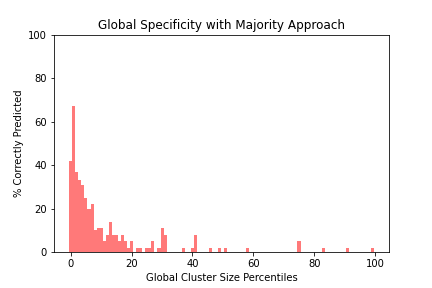 Global Specificity with Majority Approach
100
80
60
40
20
0
% Correctly Predicted
0 20 40 60 80 100
Global Cluster Size Percentiles